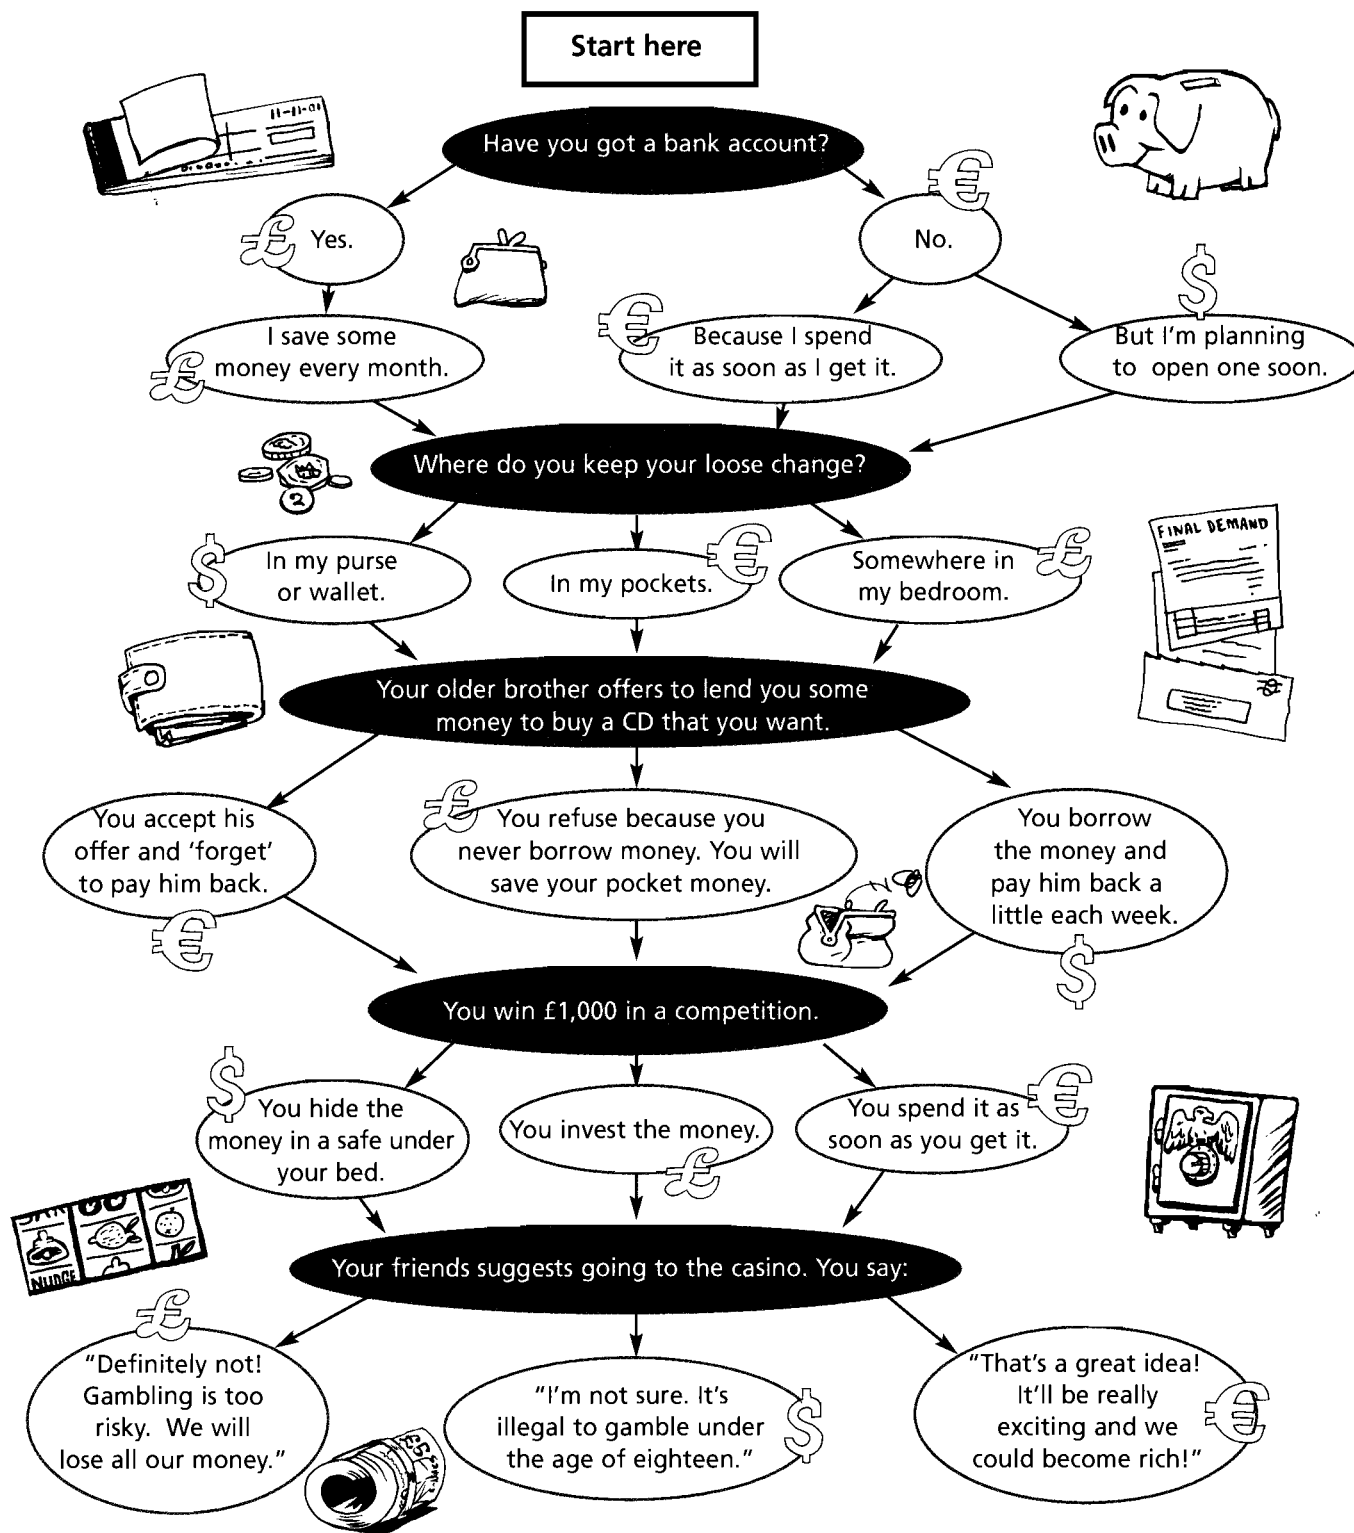 Start here
11-11-01
Have you got a bank account?
£
Yes.
€
No.
I save some
money every month.
£
€
Because I spend
it as soon as I get it.
$
But I'm planning
to open one soon.
Where do you keep your loose change?
2
$
In my purse
or wallet.
In my pockets.
€
Somewhere in
my bedroom.
£
FINAL DEMAND
Your older brother offers to lend you some
money to buy a CD that you want.
You accept his
offer and ‘forget’
to pay him back.
€
£
You refuse because you
never borrow money. You will
save your pocket money.
You borrow
the money and
pay him back a
little each week.
$
You win £1,000 in a competition.
$
You hide the
money in a safe under
your bed.
You invest the money.
£
You spend it as
soon as you get it.
€
NUDGE
Your friends suggests going to the casino. You say:
£
“Definitely not!
Gambling is too
risky. We will
lose all our money.”
“I'm not sure. It's
illegal to gamble under
the age of eighteen.”
$
“That's a great idea!
It'll be really
exciting and we
could become rich!”
€
£5